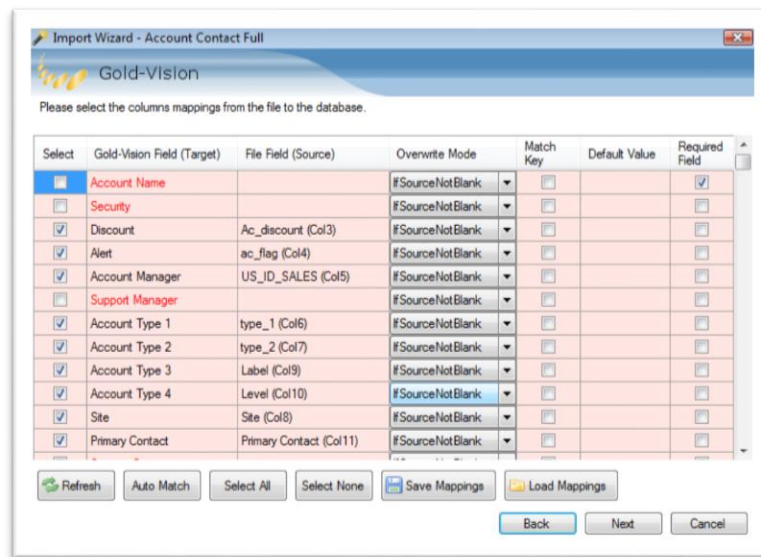 Import Wizard - Account Contact Full
Gold-Vision
Please select the columns mappings from the file to the database.
Select Gold-Vision Field (Target) File Field (Source) Overwrite Mode Match Key Default Value Required Field
Account Name IfSourceNotBlank
Security IfSourceNotBlank
Discount Ac_discount (Col3) IfSourceNotBlank
Alert ac_flag (Col4) IfSourceNotBlank
Account Manager US_ID_SALES (Col5) IfSourceNotBlank
Support Manager IfSourceNotBlank
Account Type 1 type_1 (Col6) IfSourceNotBlank
Account Type 2 type_2 (Col7) IfSourceNotBlank
Account Type 3 Label (Col9) IfSourceNotBlank
Account Type 4 Level (Col10) IfSourceNotBlank
Site Site (Col8) IfSourceNotBlank
Primary Contact Primary Contact (Col11) IfSourceNotBlank
Refresh Auto Match Select All Select None Save Mappings Load Mappings
Back Next Cancel